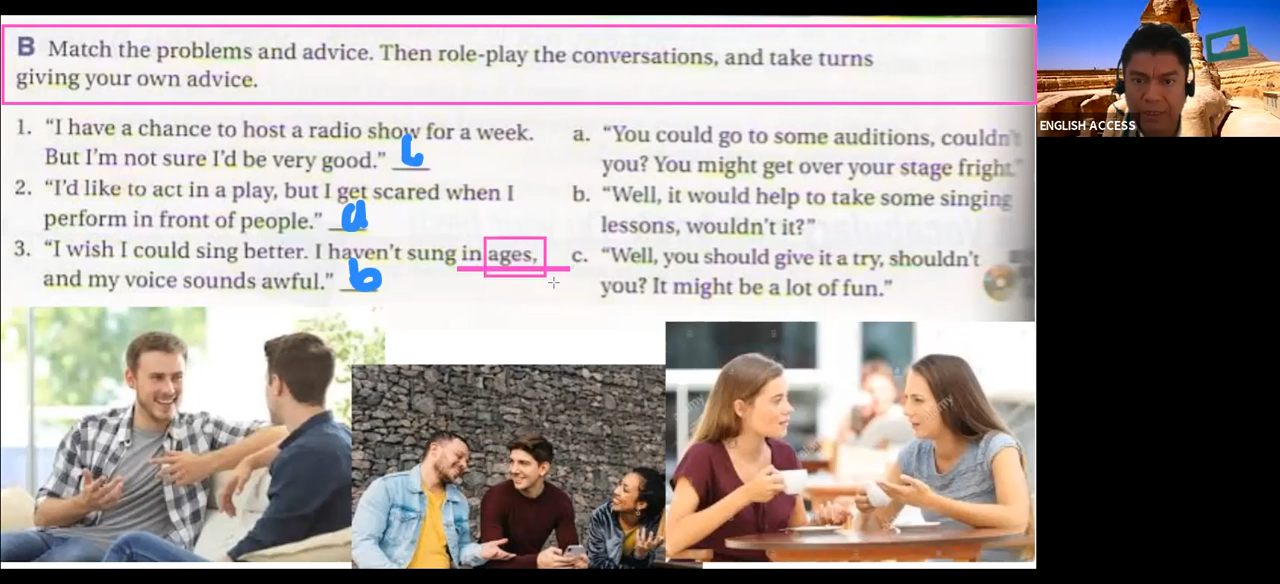 B Match the problems and advice. Then role-play the conversations, and take turns
giving your own advice.
1. “I have a chance to host a radio show for a week.
But I’m not sure I’d be very good.” c
2. “I’d like to act in a play, but I get scared when I
perform in front of people.” a
3. “I wish I could sing better. I haven’t sung in ages,
and my voice sounds awful.” b
a. “You could go to some auditions, couldn’t
you? You might get over your stage fright.”
b. “Well, it would help to take some singing
lessons, wouldn’t it?”
c. “Well, you should give it a try, shouldn’t
you? It might be a lot of fun.”
ENGLISH ACCESS